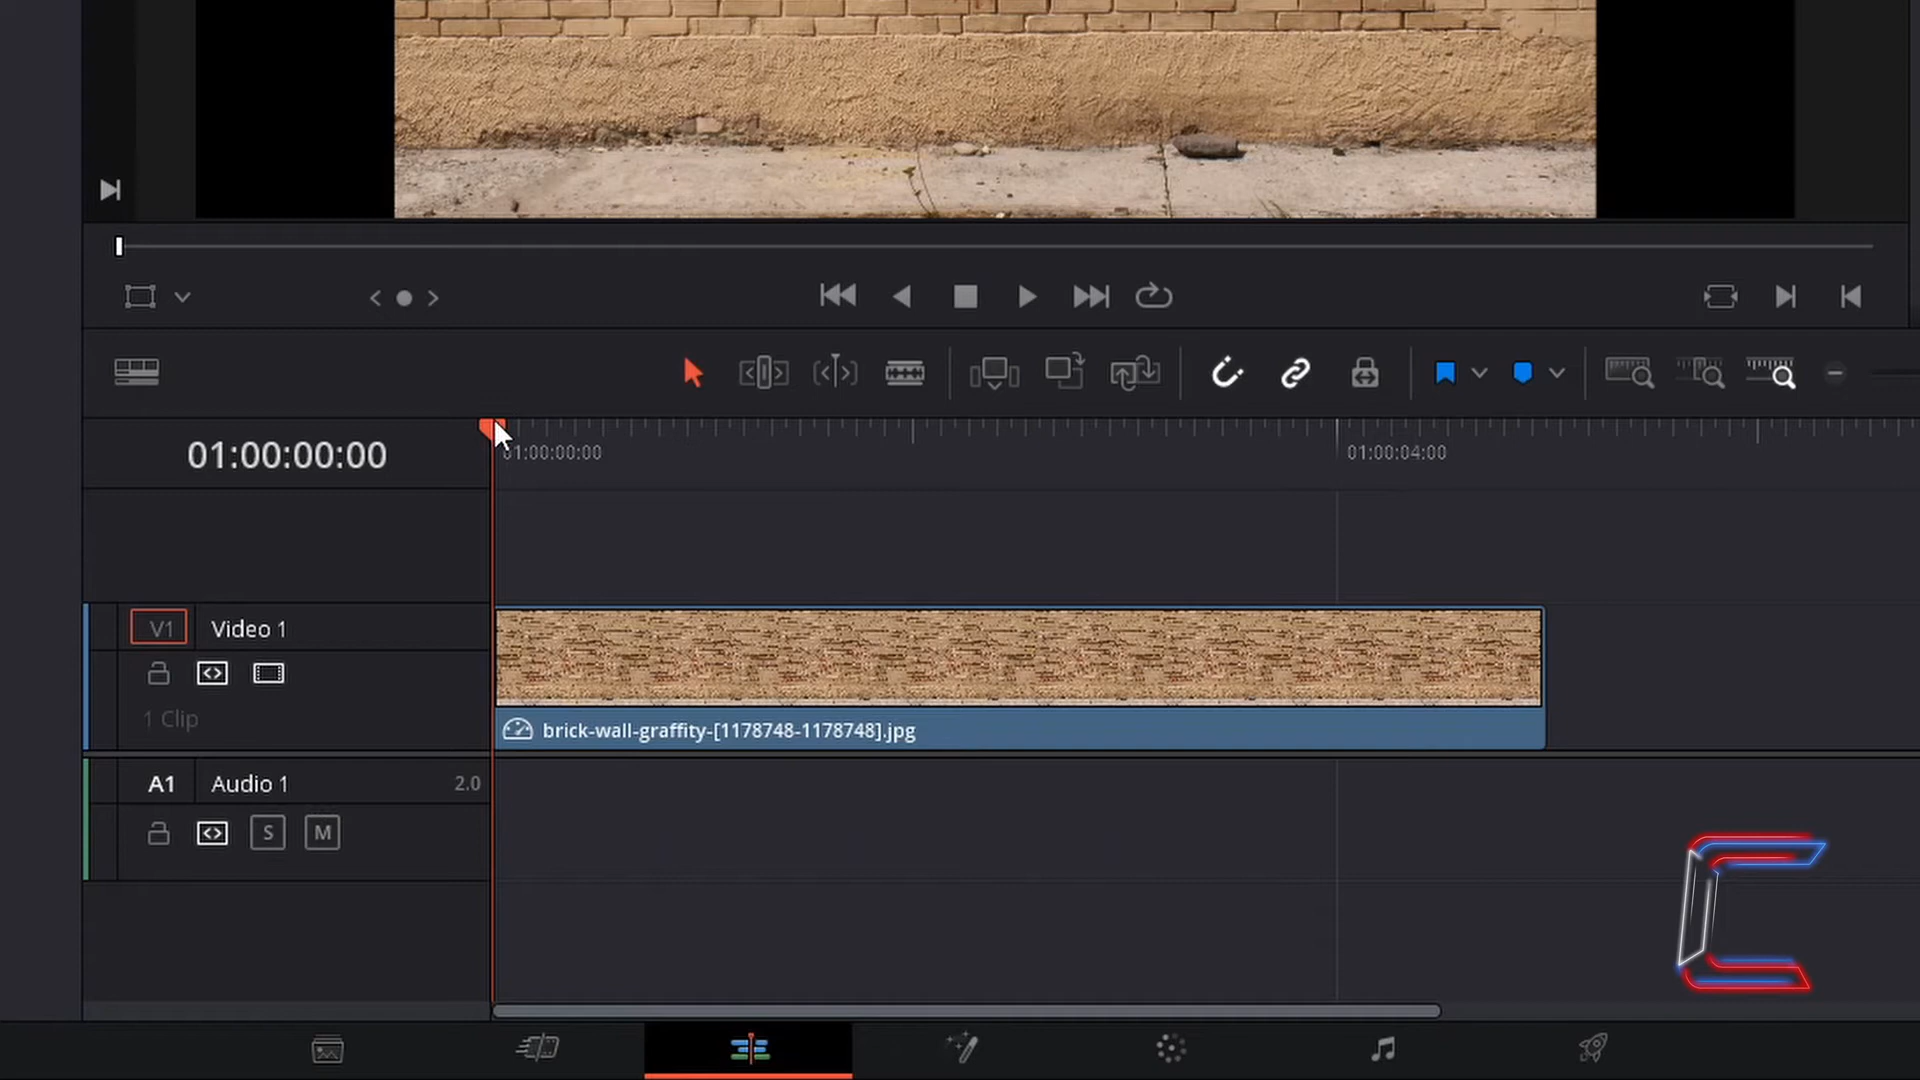 01:00:00:00
01:00:00:00
01:00:04:00
V1 Video 1
1 Clip
brick-wall-graffity-[1178748-1178748].jpg
A1 Audio 1 2.0
S M